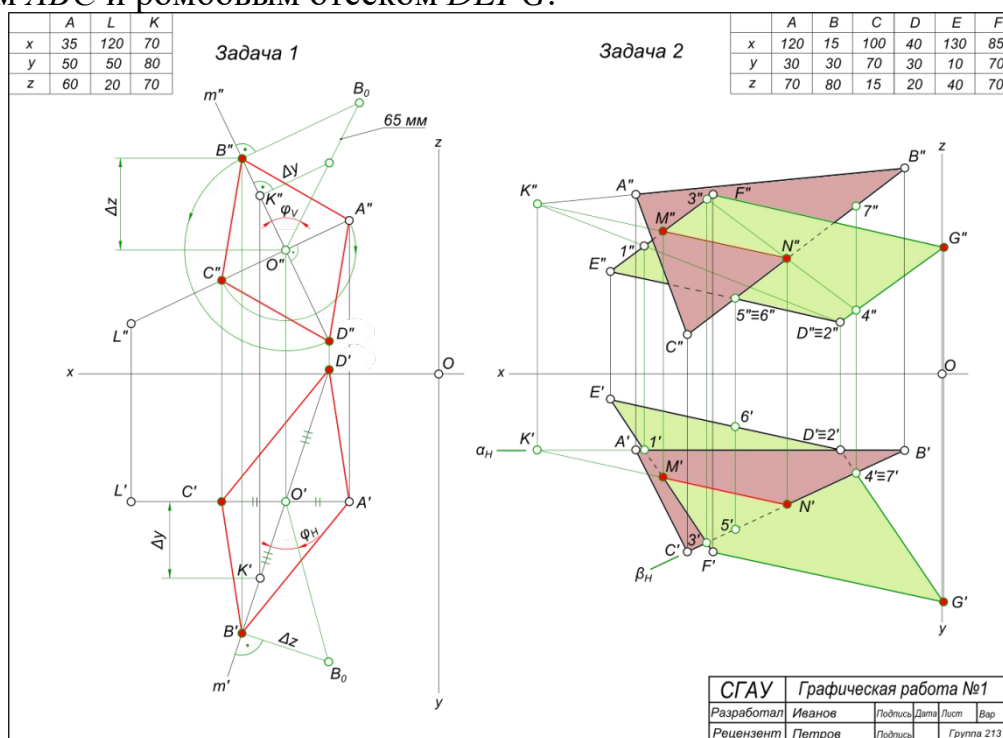 м ABC и ромбовым отсеком DEFG.
A L K
x 35 120 70
y 50 50 80
z 60 20 70
Задача 1
Задача 2
A B C D E F
x 120 15 100 40 130 85
y 30 30 70 30 10 70
z 70 80 15 20 40 70
m" B₀
65 мм
z
B"
Δy
K"
Δz
φV
A"
O"
C"
L"
D"
D'
x O
L' C' O' A'
Δy
φH
K'
B' Δz
B₀
m'
y
z
B"
K" A" 3" F"
M" 7"
1" N" G"
E"
5"≡6" D"≡2" 4"
C"
x O
E'
6'
K' A' 1' D'≡2' B'
αH
M' 4'≡7'
N'
5'
C' 3' F'
βH
G'
y
СГАУ Графическая работа №1
Разработал Иванов Подпись Дата Лист Вар
Рецензент Петров Подпись Группа 213